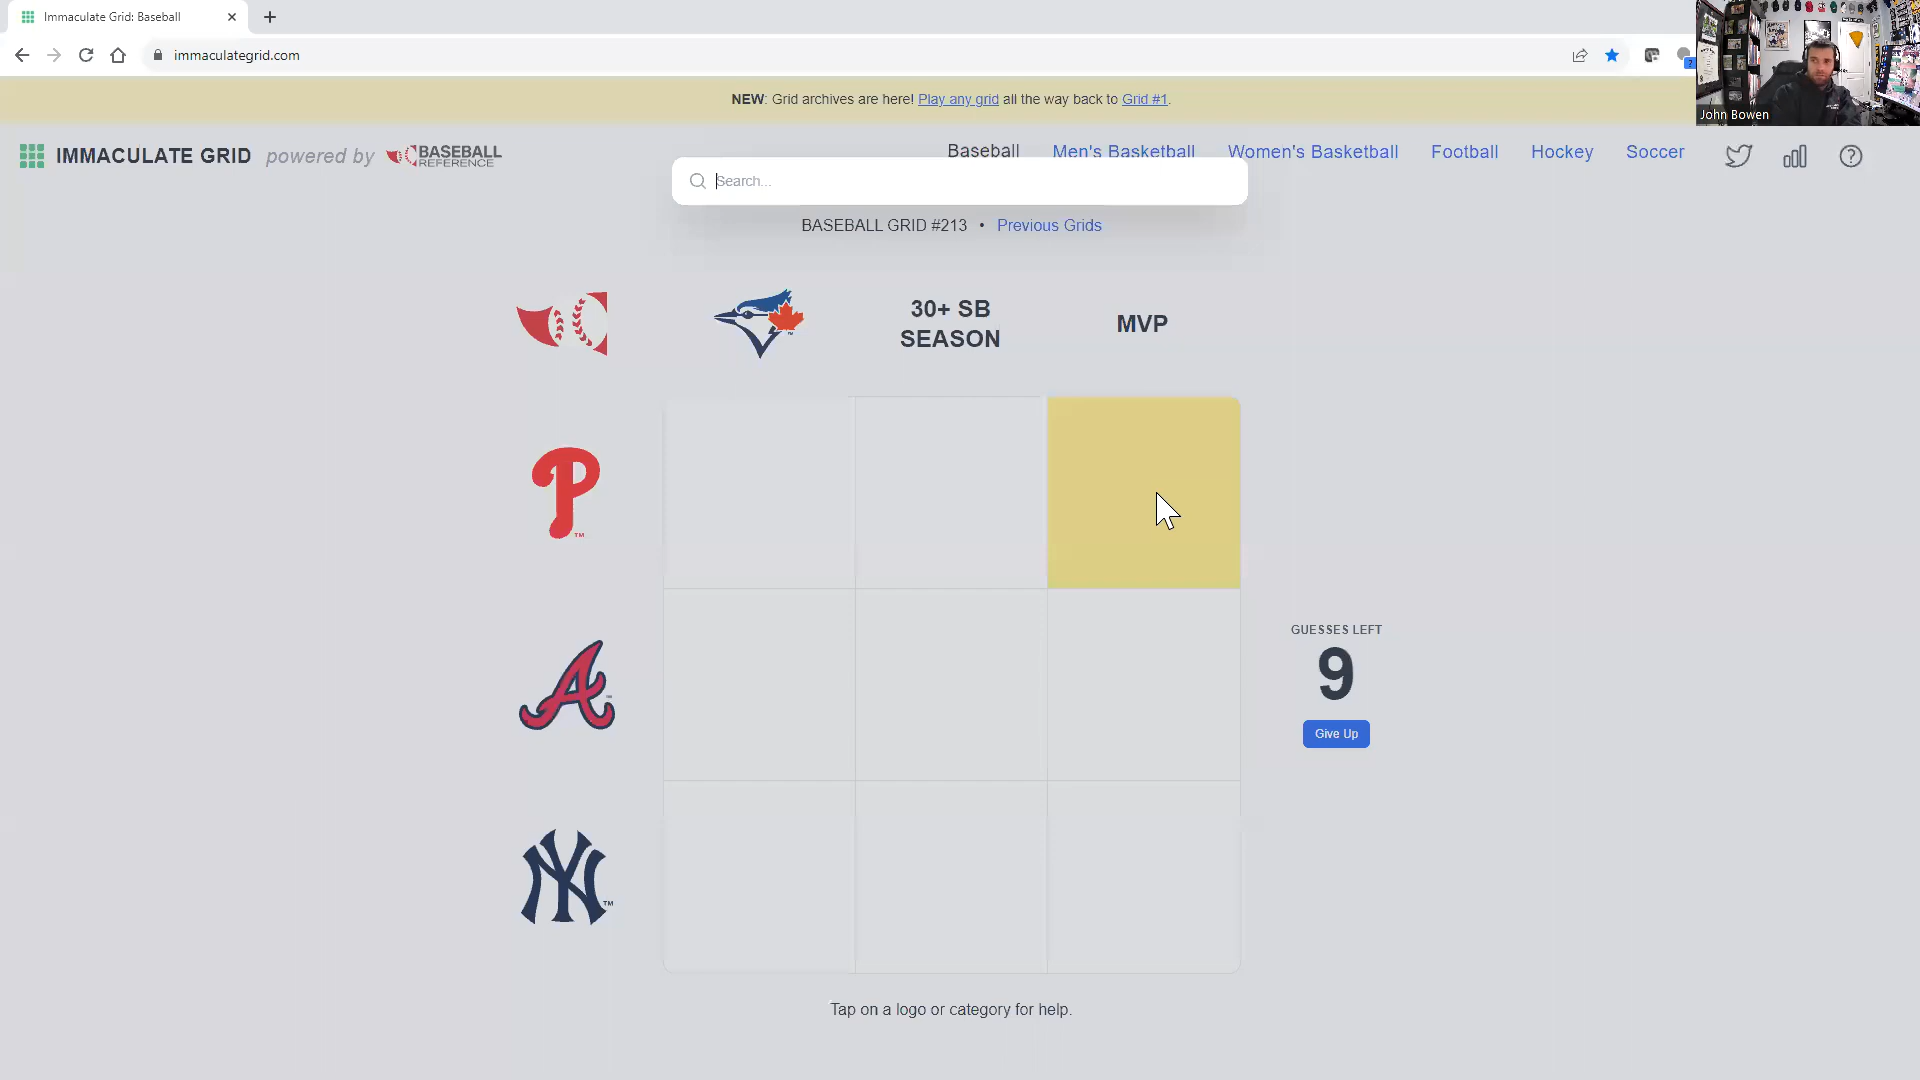 Immaculate Grid: Baseball
immaculategrid.com
NEW: Grid archives are here! Play any grid all the way back to Grid #1.
John Bowen
IMMACULATE GRID powered by BASEBALL REFERENCE
Baseball Men's Basketball Women's Basketball Football Hockey Soccer
Search...
BASEBALL GRID #213 • Previous Grids
30+ SB
SEASON
MVP
P
TM
GUESSES LEFT
9
Give Up
A
NY
TM
Tap on a logo or category for help.